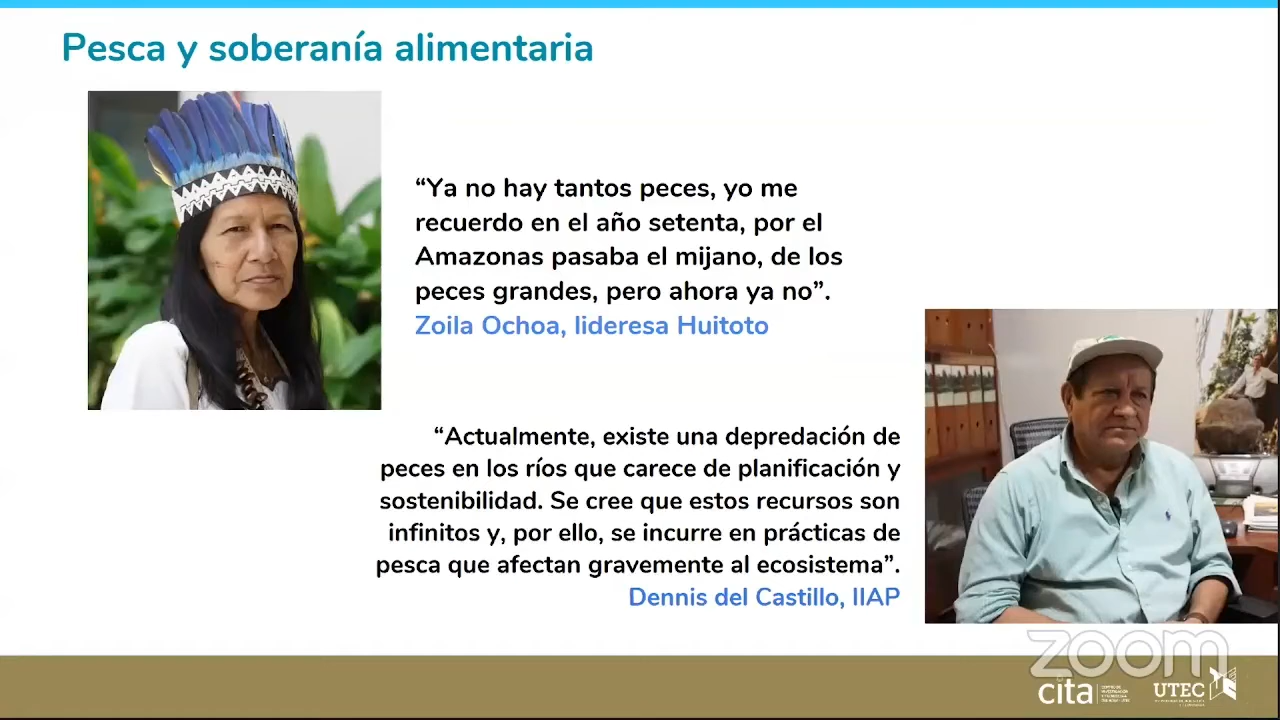 Pesca y soberanía alimentaria
“Ya no hay tantos peces, yo me
recuerdo en el año setenta, por el
Amazonas pasaba el mijano, de los
peces grandes, pero ahora ya no”.
Zoila Ochoa, lideresa Huitoto
“Actualmente, existe una depredación de
peces en los ríos que carece de planificación y
sostenibilidad. Se cree que estos recursos son
infinitos y, por ello, se incurre en prácticas de
pesca que afectan gravemente al ecosistema”.
Dennis del Castillo, IIAP
zoom
cita
UTEC